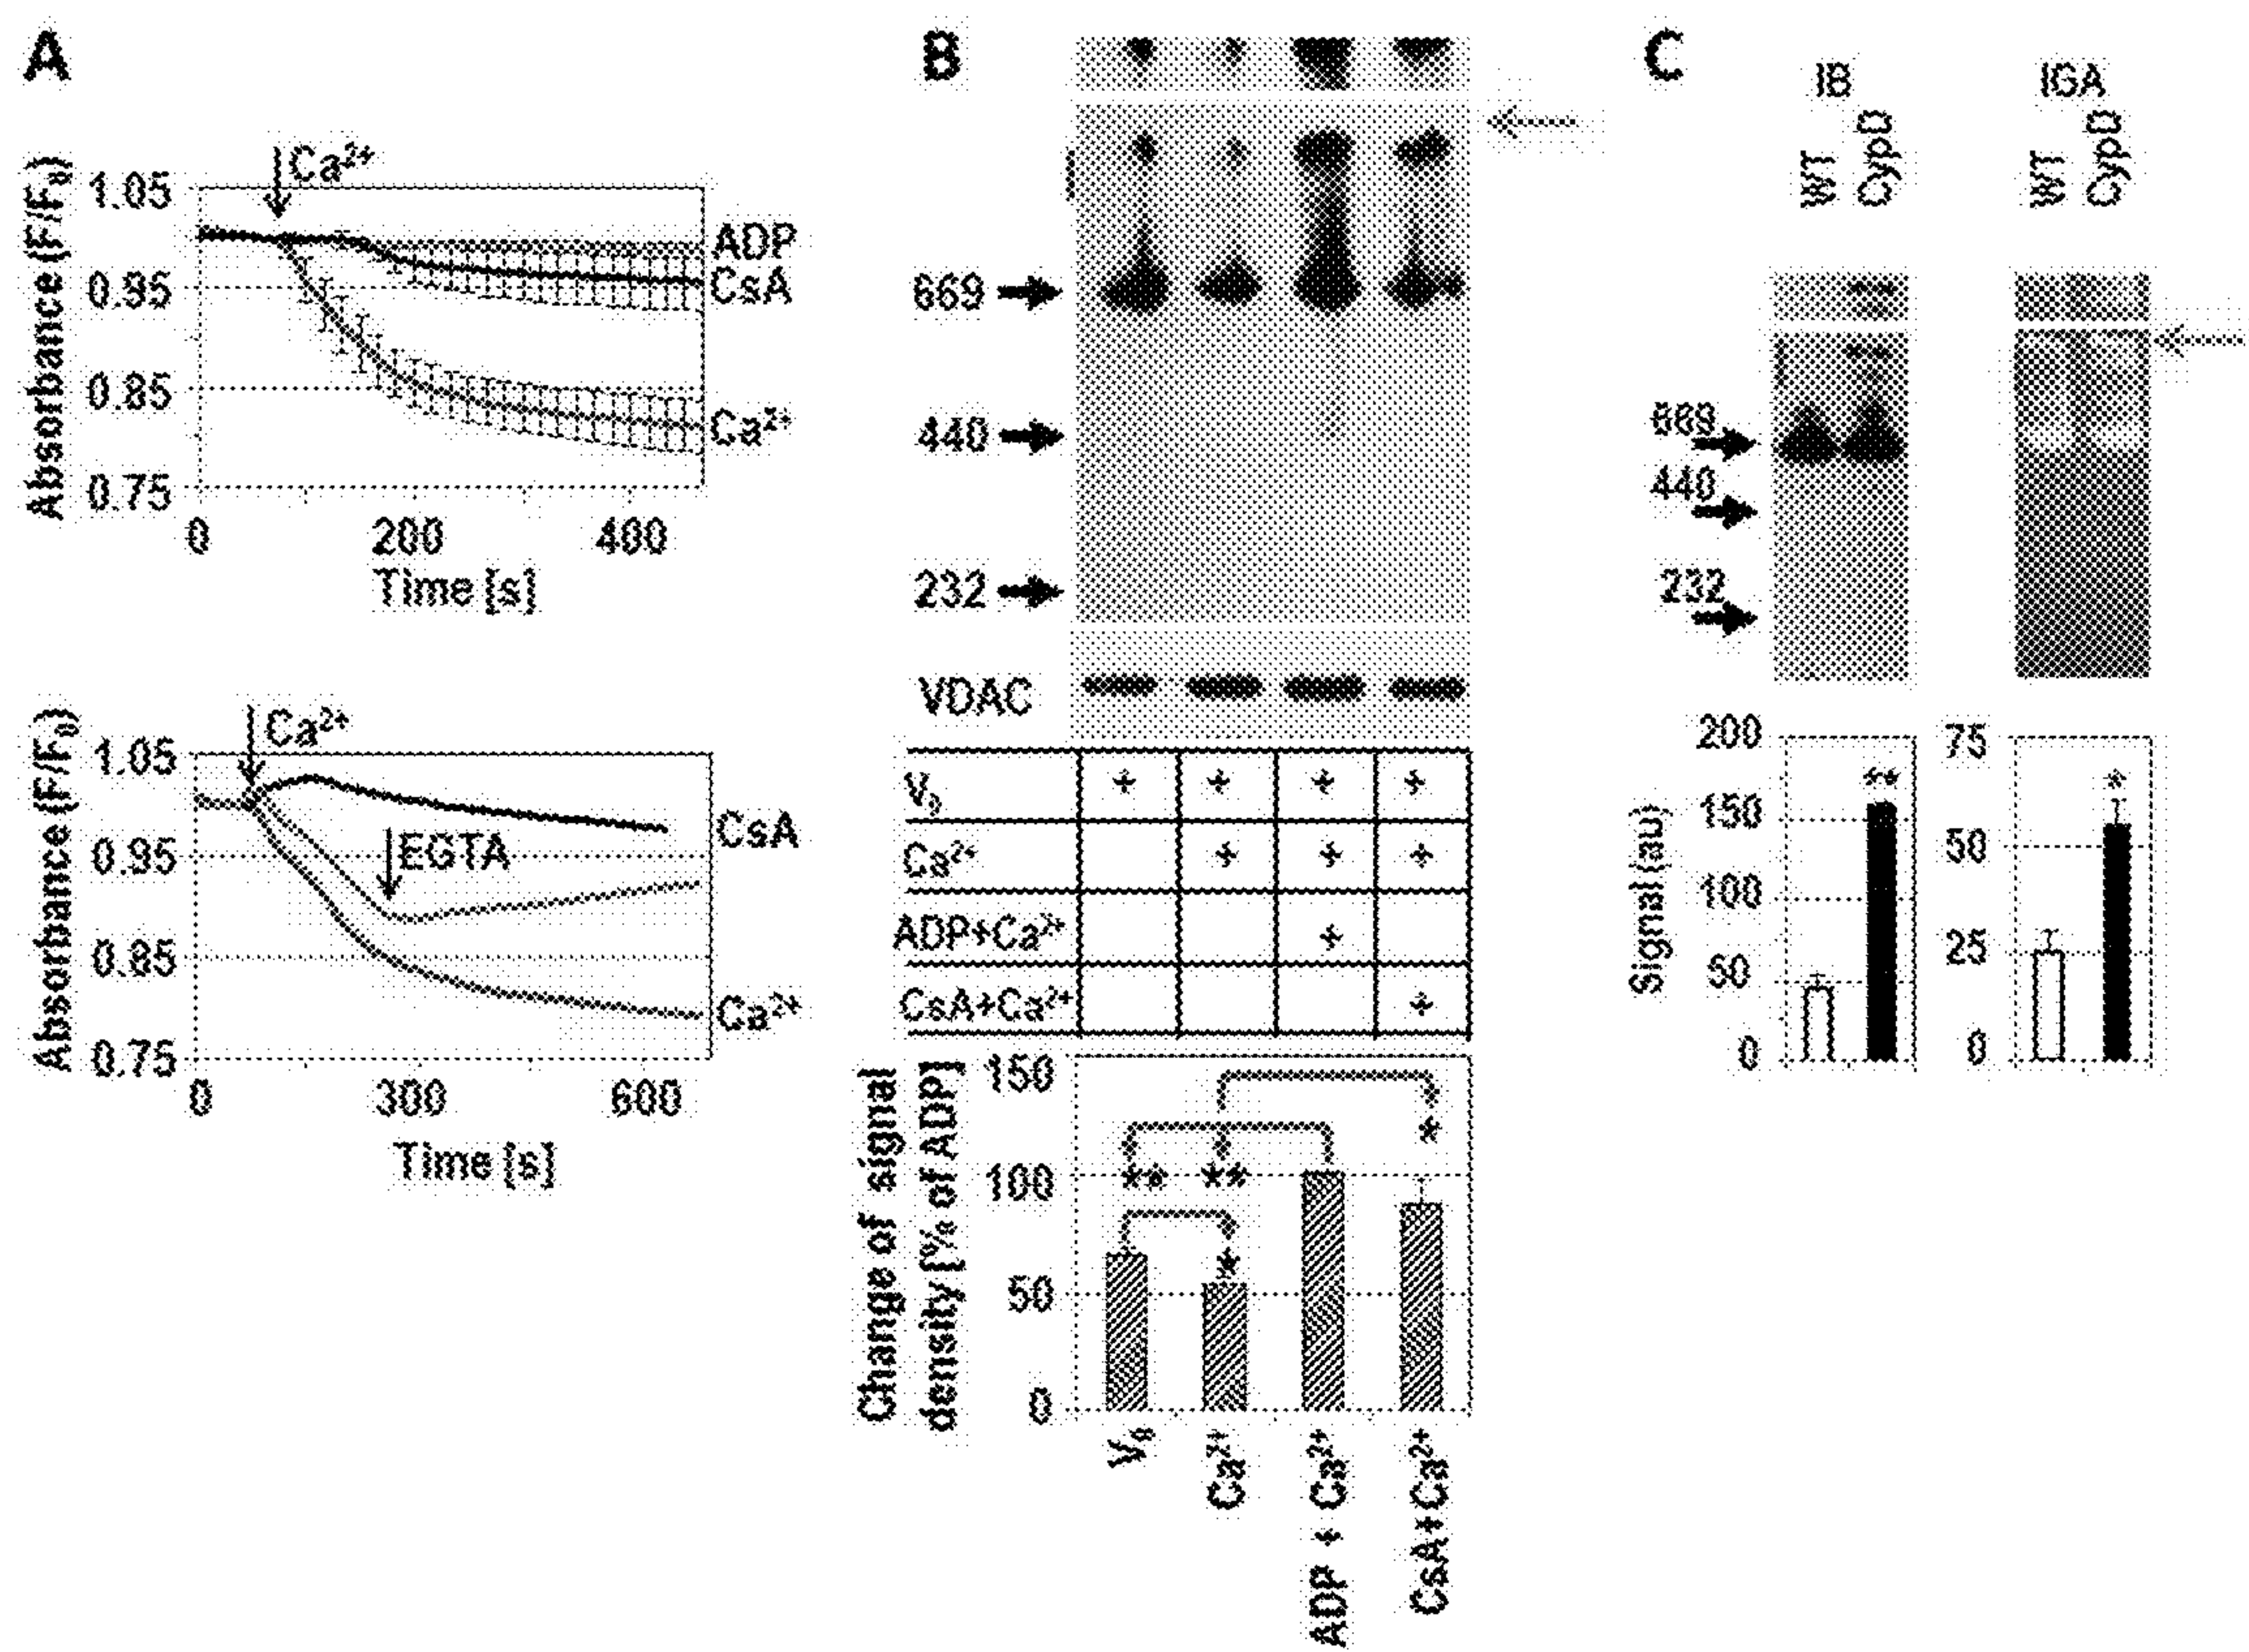 A
Ca²⁺
Absorbance (F/F₀)
1.05
0.95
0.85
0.75
ADP
CsA
Ca²⁺
0
200
400
Time [s]
Ca²⁺
Absorbance (F/F₀)
1.05
0.95
0.85
0.75
EGTA
CsA
Ca²⁺
0
300
600
Time [s]
B
669
440
232
VDAC
V₀ + + + +
Ca²⁺ + + +
ADP+Ca²⁺ +
CsA+Ca²⁺ +
Change of signal
density [% of ADP]
150
100
50
0
*
** **
*
V₀
Ca²⁺
ADP + Ca²⁺
CsA+Ca²⁺
C
IB
IGA
WT
CypD
WT
CypD
669
440
232
Signal (au)
200
150
100
50
0
**
75
50
25
0
*